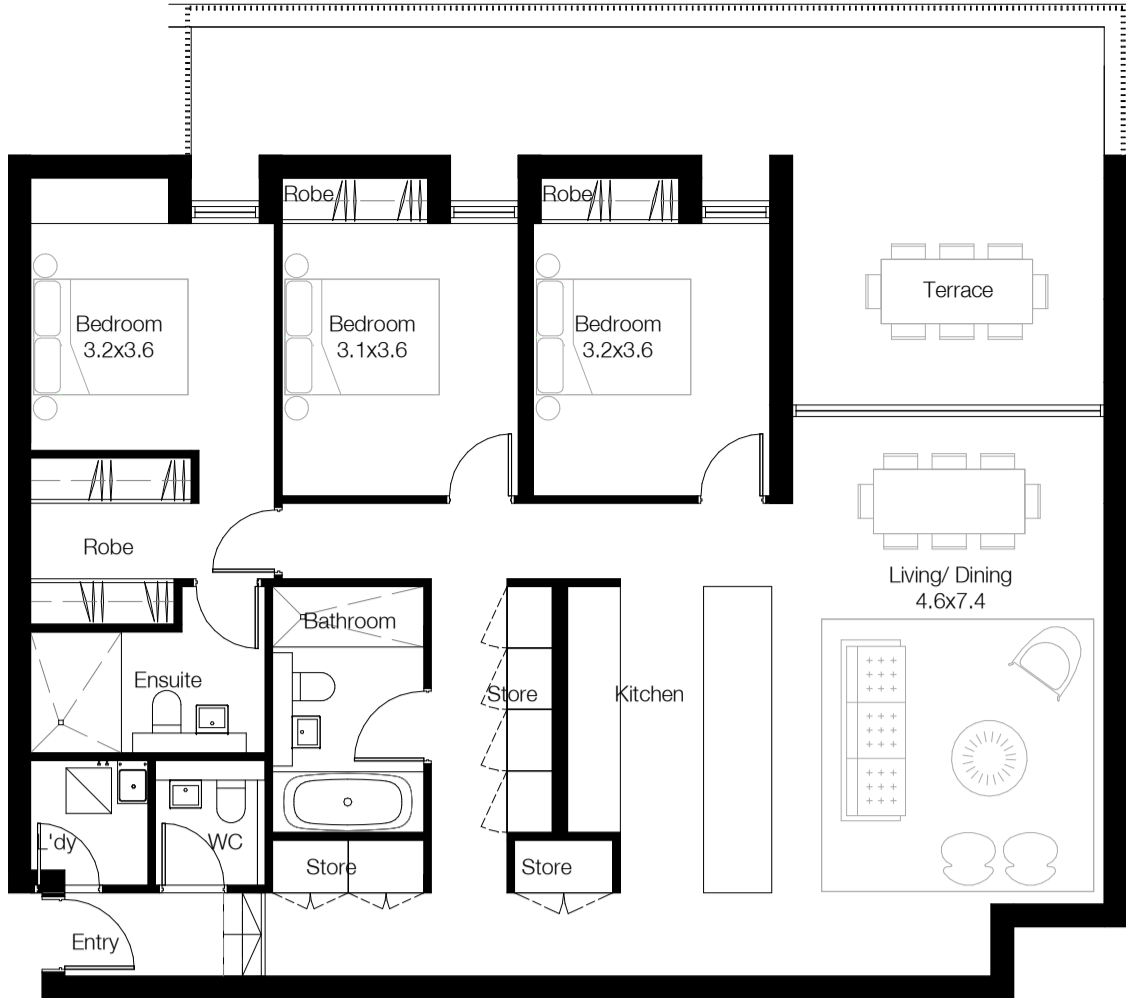 Robe
Robe
Terrace
Bedroom
3.2x3.6
Bedroom
3.1x3.6
Bedroom
3.2x3.6
Robe
Living/ Dining
4.6x7.4
Bathroom
Ensuite
Store
Kitchen
L'dy
WC
Store
Store
Entry